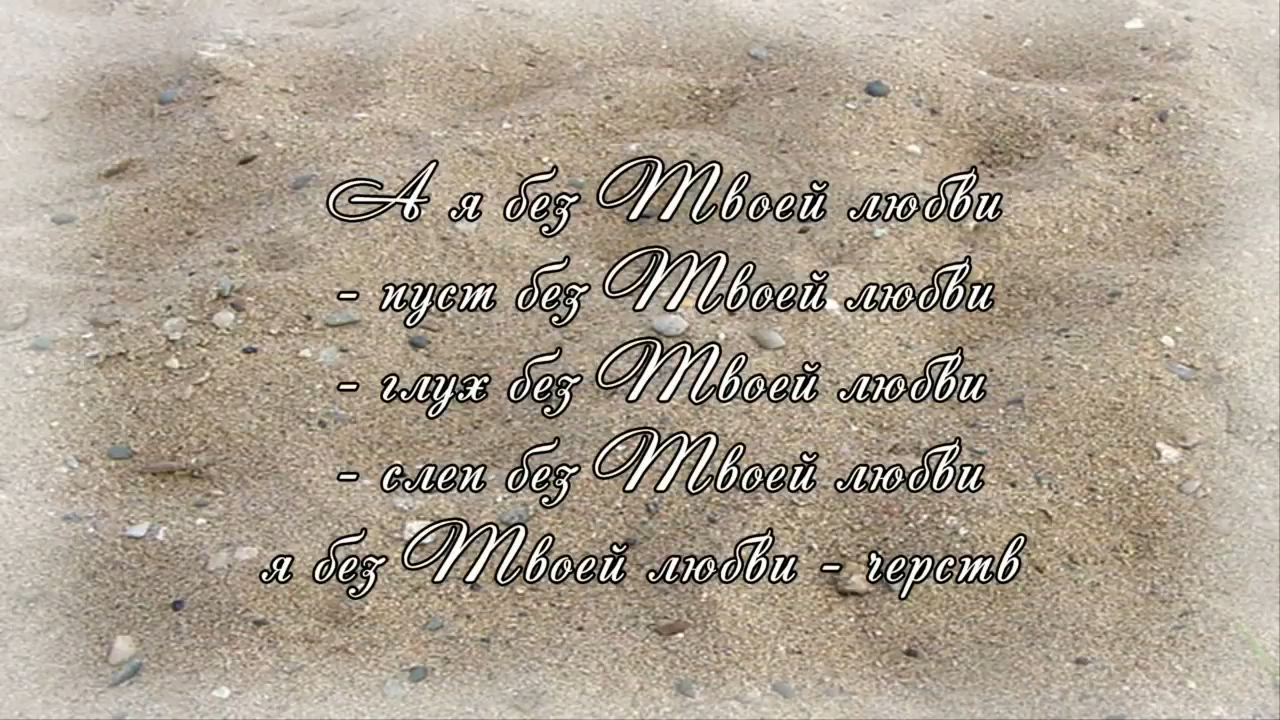 А я без Твоей любви
- пуст без Твоей любви
- глух без Твоей любви
- слеп без Твоей любви
я без Твоей любви - черств